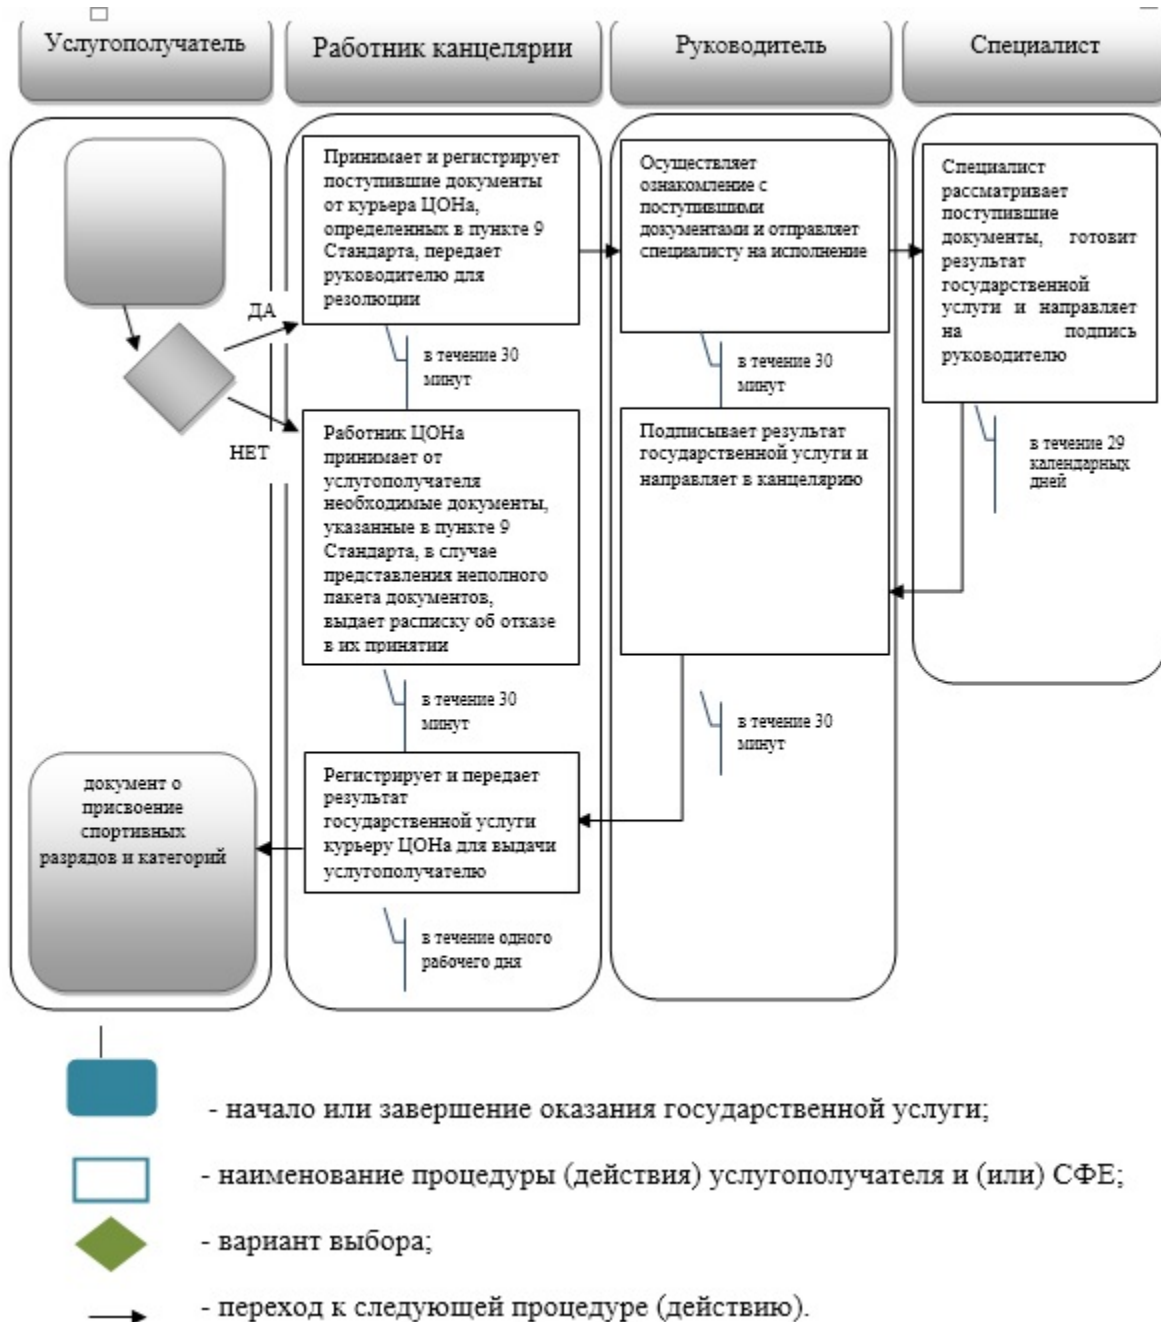 Услугополучатель
Работник канцелярии
Руководитель
Специалист
Принимает и регистрирует
поступившие документы
от курьера ЦОНа,
определенных в пункте 9
Стандарта, передает
руководителю для
резолюции
Осуществляет
ознакомление с
поступившими
документами и отправляет
специалисту на исполнение
Специалист
рассматривает
поступившие
документы, готовит
результат
государственной
услуги и направляет
на подпись
руководителю
ДА
в течение 30
минут
в течение 30
минут
НЕТ
Работник ЦОНа
принимает от
услугополучателя
необходимые документы,
указанные в пункте 9
Стандарта, в случае
представления неполного
пакета документов,
выдает расписку об отказе
в их принятии
Подписывает результат
государственной услуги и
направляет в канцелярию
в течение 29
календарных
дней
в течение 30
минут
в течение 30
минут
документ о
присвоение
спортивных
разрядов и категорий
Регистрирует и передает
результат
государственной услуги
курьеру ЦОНа для выдачи
услугополучателю
в течение одного
рабочего дня
- начало или завершение оказания государственной услуги;
- наименование процедуры (действия) услугополучателя и (или) СФЕ;
- вариант выбора;
- переход к следующей процедуре (действию).